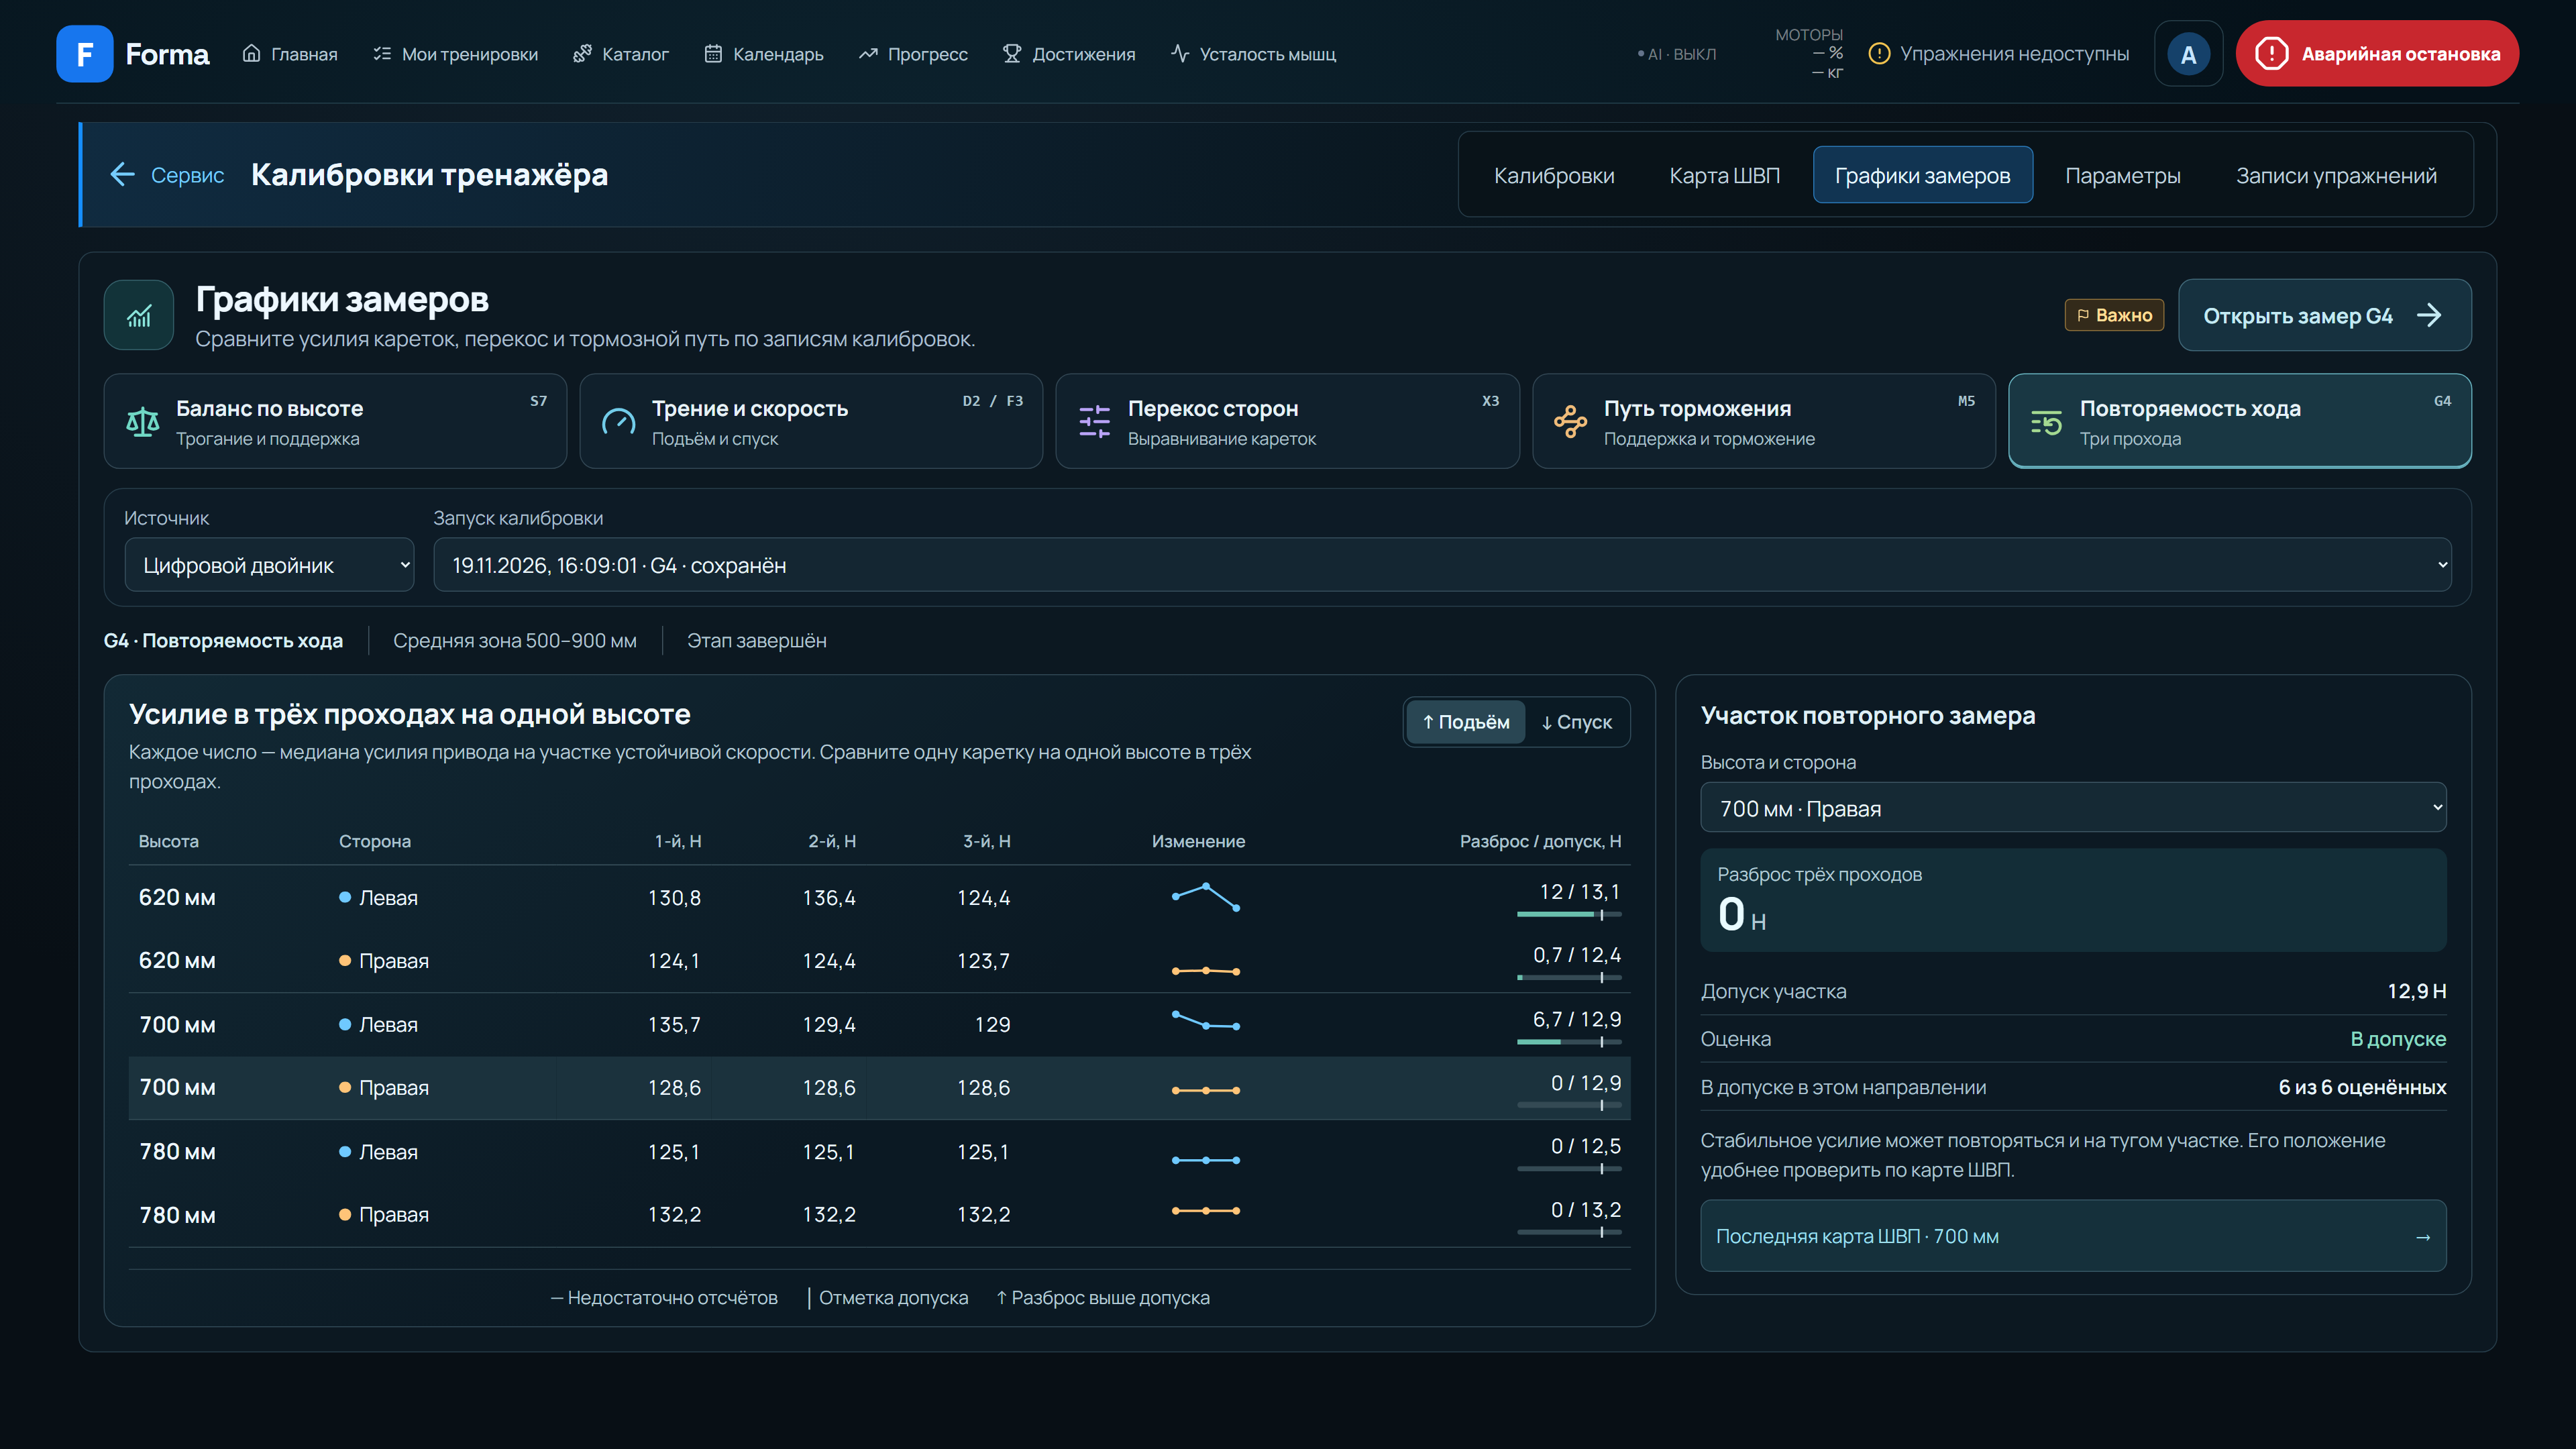 F Forma Главная Мои тренировки Каталог Календарь Прогресс Достижения Усталость мышц
AI · ВЫКЛ
МОТОРЫ
— %
— кг
Упражнения недоступны
A
Аварийная остановка
← Сервис Калибровки тренажёра
Калибровки Карта ШВП Графики замеров Параметры Записи упражнений
Графики замеров
Сравните усилия кареток, перекос и тормозной путь по записям калибровок.
Важно
Открыть замер G4 →
Баланс по высоте S7
Трогание и поддержка
Трение и скорость D2 / F3
Подъём и спуск
Перекос сторон X3
Выравнивание кареток
Путь торможения M5
Поддержка и торможение
Повторяемость хода G4
Три прохода
Источник
Цифровой двойник
Запуск калибровки
19.11.2026, 16:09:01 · G4 · сохранён
G4 · Повторяемость хода Средняя зона 500–900 мм Этап завершён
Усилие в трёх проходах на одной высоте
Каждое число — медиана усилия привода на участке устойчивой скорости. Сравните одну каретку на одной высоте в трёх
проходах.
↑ Подъём ↓ Спуск
Высота Сторона 1-й, Н 2-й, Н 3-й, Н Изменение Разброс / допуск, Н
620 мм Левая 130,8 136,4 124,4 12 / 13,1
620 мм Правая 124,1 124,4 123,7 0,7 / 12,4
700 мм Левая 135,7 129,4 129 6,7 / 12,9
700 мм Правая 128,6 128,6 128,6 0 / 12,9
780 мм Левая 125,1 125,1 125,1 0 / 12,5
780 мм Правая 132,2 132,2 132,2 0 / 13,2
— Недостаточно отсчётов | Отметка допуска ↑ Разброс выше допуска
Участок повторного замера
Высота и сторона
700 мм · Правая
Разброс трёх проходов
0 Н
Допуск участка 12,9 Н
Оценка В допуске
В допуске в этом направлении 6 из 6 оценённых
Стабильное усилие может повторяться и на тугом участке. Его положение
удобнее проверить по карте ШВП.
Последняя карта ШВП · 700 мм →